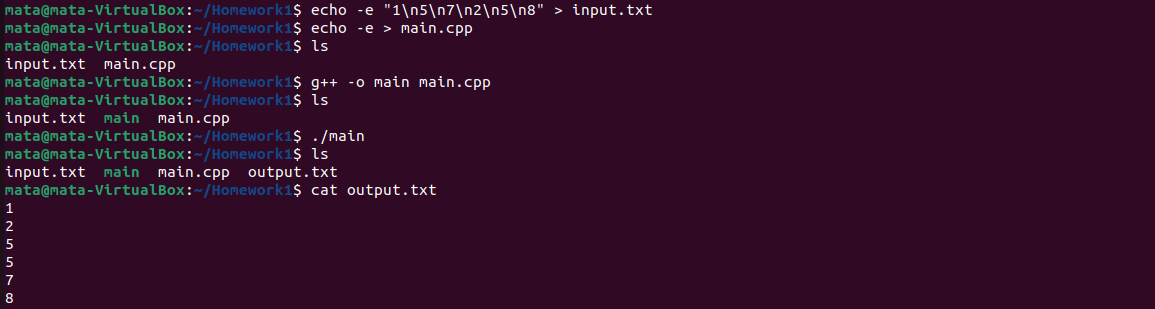 mata@mata-VirtualBox:~/Homework1$ echo -e "1\n5\n7\n2\n5\n8" > input.txt
mata@mata-VirtualBox:~/Homework1$ echo -e > main.cpp
mata@mata-VirtualBox:~/Homework1$ ls
input.txt  main.cpp
mata@mata-VirtualBox:~/Homework1$ g++ -o main main.cpp
mata@mata-VirtualBox:~/Homework1$ ls
input.txt  main  main.cpp
mata@mata-VirtualBox:~/Homework1$ ./main
mata@mata-VirtualBox:~/Homework1$ ls
input.txt  main  main.cpp  output.txt
mata@mata-VirtualBox:~/Homework1$ cat output.txt
1
2
5
5
7
8